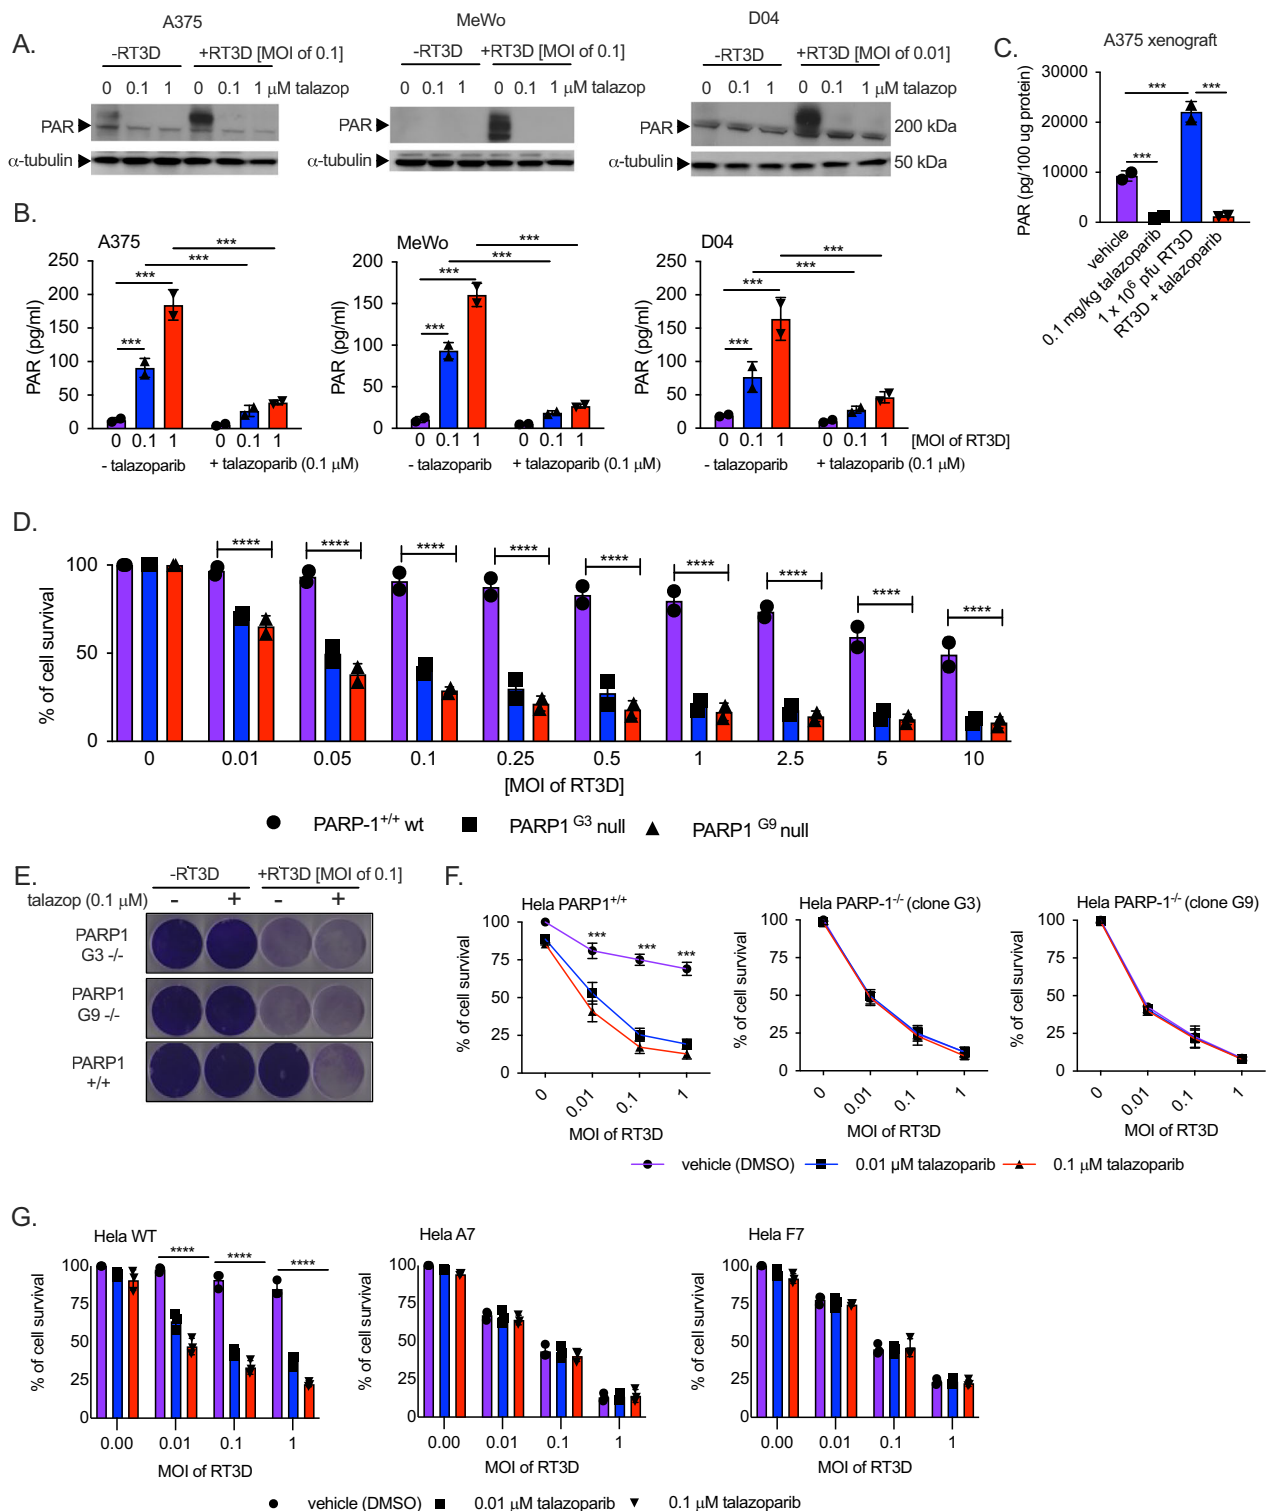 A375
MeWo
D04
A.
-RT3D
+RT3D [MOI of 0.1]
-RT3D
+RT3D [MOI of 0.1]
-RT3D
+RT3D [MOI of 0.01]
0 0.1 1 0 0.1 1 μM talazop
0 0.1 1 0 0.1 1 μM talazop
0 0.1 1 0 0.1 1 μM talazop
PAR
PAR
PAR
200 kDa
α-tubulin
α-tubulin
α-tubulin
50 kDa
C.
A375 xenograft
PAR (pg/100 ug protein)
30000
20000
10000
0
*** ***
***
vehicle
0.1 mg/kg talazoparib
1 x 10⁶ pfu RT3D
RT3D + talazoparib
B.
A375
PAR (pg/ml)
250
200
150
100
50
0
***
***
***
***
0 0.1 1 0 0.1 1
- talazoparib + talazoparib (0.1 μM)
MeWo
PAR (pg/ml)
200
150
100
50
0
***
***
***
***
0 0.1 1 0 0.1 1
- talazoparib + talazoparib (0.1 μM)
D04
PAR (pg/ml)
250
200
150
100
50
0
***
***
***
***
0 0.1 1 0 0.1 1 [MOI of RT3D]
- talazoparib + talazoparib (0.1 μM)
D.
% of cell survival
100
50
0
**** **** **** **** **** **** **** **** ****
0 0.01 0.05 0.1 0.25 0.5 1 2.5 5 10
[MOI of RT3D]
PARP-1+/+ wt PARP1 G3 null PARP1 G9 null
E.
-RT3D +RT3D [MOI of 0.1]
talazop (0.1 μM) - + - +
PARP1
G3 -/-
PARP1
G9 -/-
PARP1
+/+
F.
Hela PARP1+/+
% of cell survival
100
75
50
25
0
*** *** ***
0 0.01 0.1 1
MOI of RT3D
Hela PARP-1-/- (clone G3)
% of cell survival
100
75
50
25
0
0 0.01 0.1 1
MOI of RT3D
Hela PARP-1-/- (clone G9)
% of cell survival
100
75
50
25
0
0 0.01 0.1 1
MOI of RT3D
vehicle (DMSO) 0.01 μM talazoparib 0.1 μM talazoparib
G.
Hela WT
% of cell survival
100
75
50
25
0
**** **** ****
0.00 0.01 0.1 1
MOI of RT3D
Hela A7
% of cell survival
100
75
50
25
0
0.00 0.01 0.1 1
MOI of RT3D
Hela F7
% of cell survival
100
75
50
25
0
0.00 0.01 0.1 1
MOI of RT3D
vehicle (DMSO) 0.01 μM talazoparib 0.1 μM talazoparib